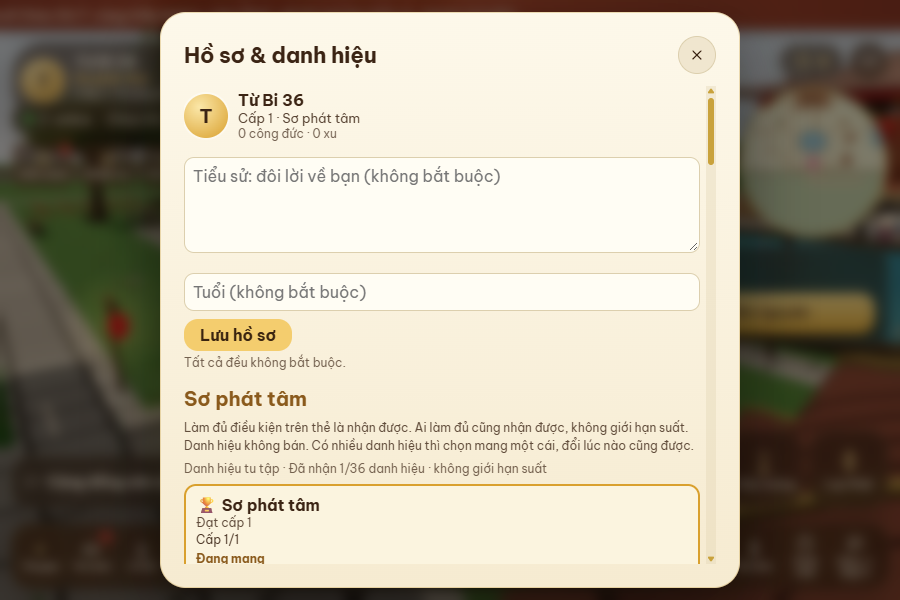 Hồ sơ & danh hiệu
×
T
Từ Bi 36
Cấp 1 · Sơ phát tâm
0 công đức · 0 xu
Tiểu sử: đôi lời về bạn (không bắt buộc)
Tuổi (không bắt buộc)
Lưu hồ sơ
Tất cả đều không bắt buộc.
Sơ phát tâm
Làm đủ điều kiện trên thẻ là nhận được. Ai làm đủ cũng nhận được, không giới hạn suất.
Danh hiệu không bán. Có nhiều danh hiệu thì chọn mang một cái, đổi lúc nào cũng được.
Danh hiệu tu tập · Đã nhận 1/36 danh hiệu · không giới hạn suất
Sơ phát tâm
Đạt cấp 1
Cấp 1/1
Đang mang